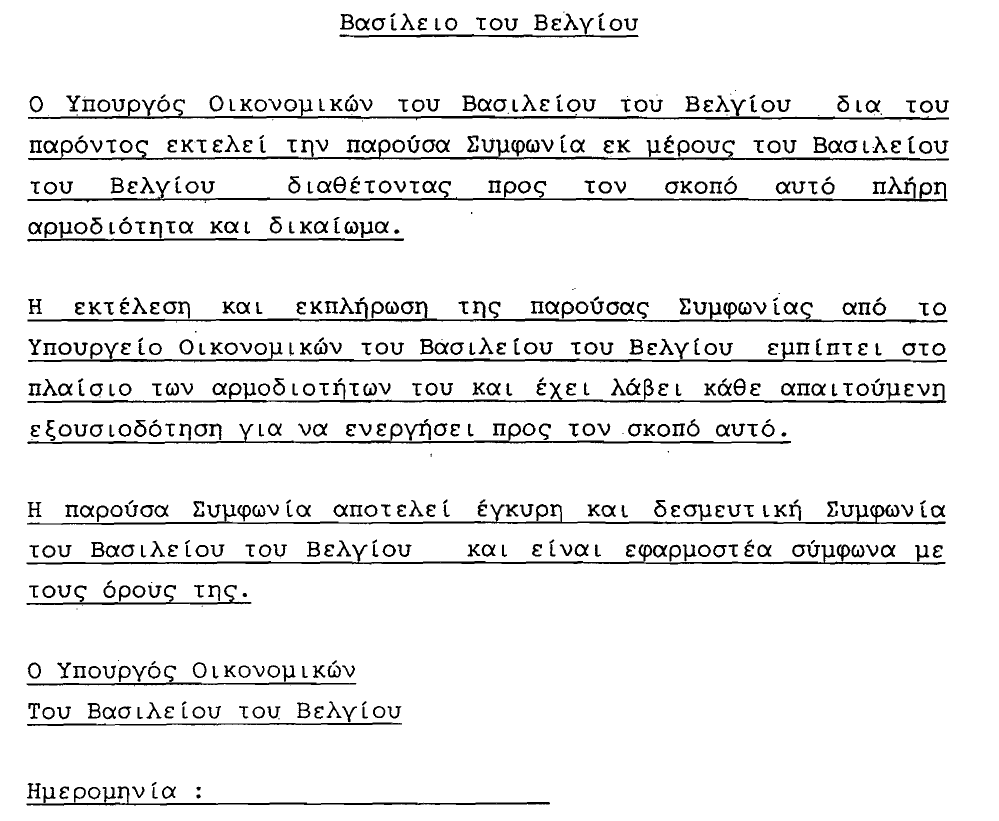 Βασίλειο του Βελγίου
Ο Υπουργός Οικονομικών του Βασιλείου του Βελγίου δια του
παρόντος εκτελεί την παρούσα Συμφωνία εκ μέρους του Βασιλείου
του Βελγίου διαθέτοντας προς τον σκοπό αυτό πλήρη
αρμοδιότητα και δικαίωμα.
Η εκτέλεση και εκπλήρωση της παρούσας Συμφωνίας από το
Υπουργείο Οικονομικών του Βασιλείου του Βελγίου εμπίπτει στο
πλαίσιο των αρμοδιοτήτων του και έχει λάβει κάθε απαιτούμενη
εξουσιοδότηση για να ενεργήσει προς τον σκοπό αυτό.
Η παρούσα Συμφωνία αποτελεί έγκυρη και δεσμευτική Συμφωνία
του Βασιλείου του Βελγίου και είναι εφαρμοστέα σύμφωνα με
τους όρους της.
Ο Υπουργός Οικονομικών
Του Βασιλείου του Βελγίου
Ημερομηνία :